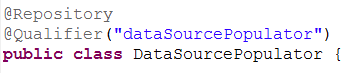 @Repository
@Qualifier("dataSourcePopulator")
public class DataSourcePopulator {